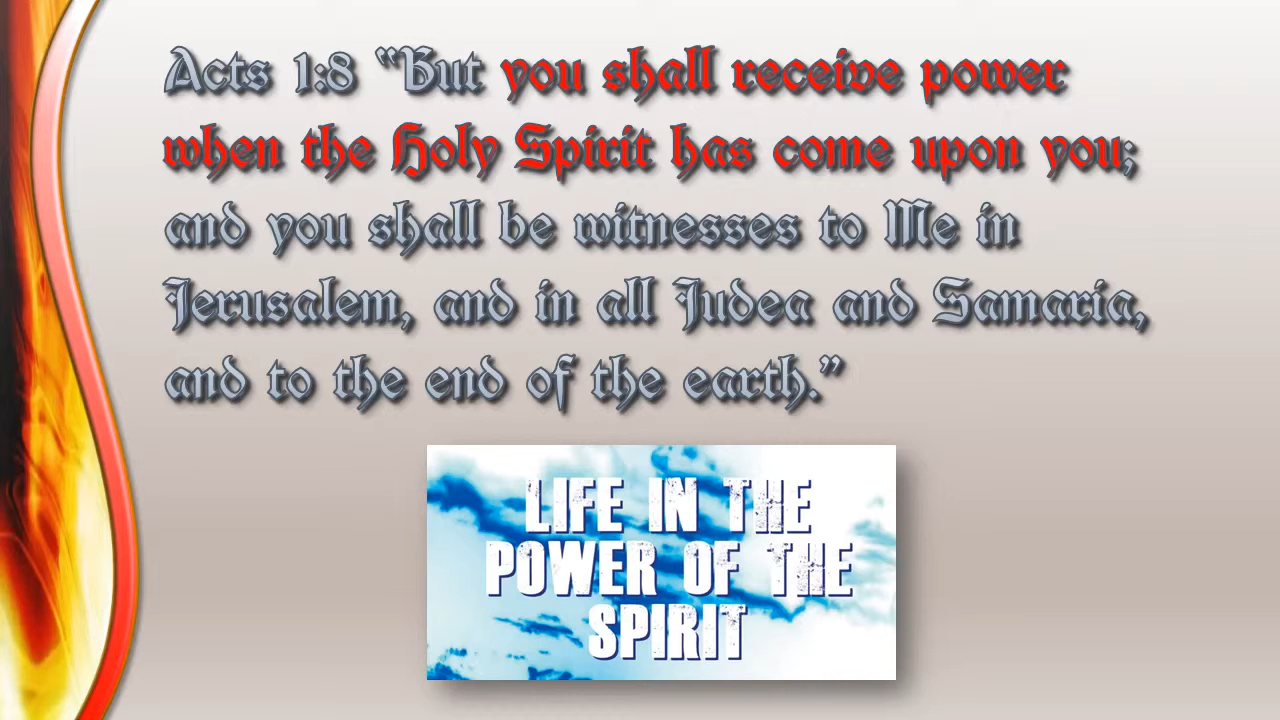 Acts 1:8 “But you shall receive power
when the Holy Spirit has come upon you;
and you shall be witnesses to Me in
Jerusalem, and in all Judea and Samaria,
and to the end of the earth.”
LIFE IN THE
POWER OF THE
SPIRIT